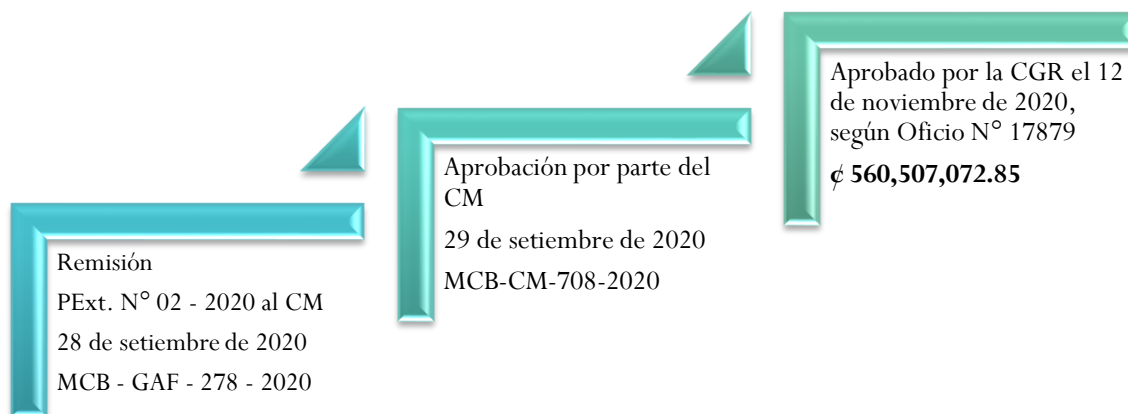 Remisión
PExt. N° 02 - 2020 al CM
28 de setiembre de 2020
MCB - GAF - 278 - 2020
Aprobación por parte del
CM
29 de setiembre de 2020
MCB-CM-708-2020
Aprobado por la CGR el 12
de noviembre de 2020,
según Oficio N° 17879
₡ 560,507,072.85